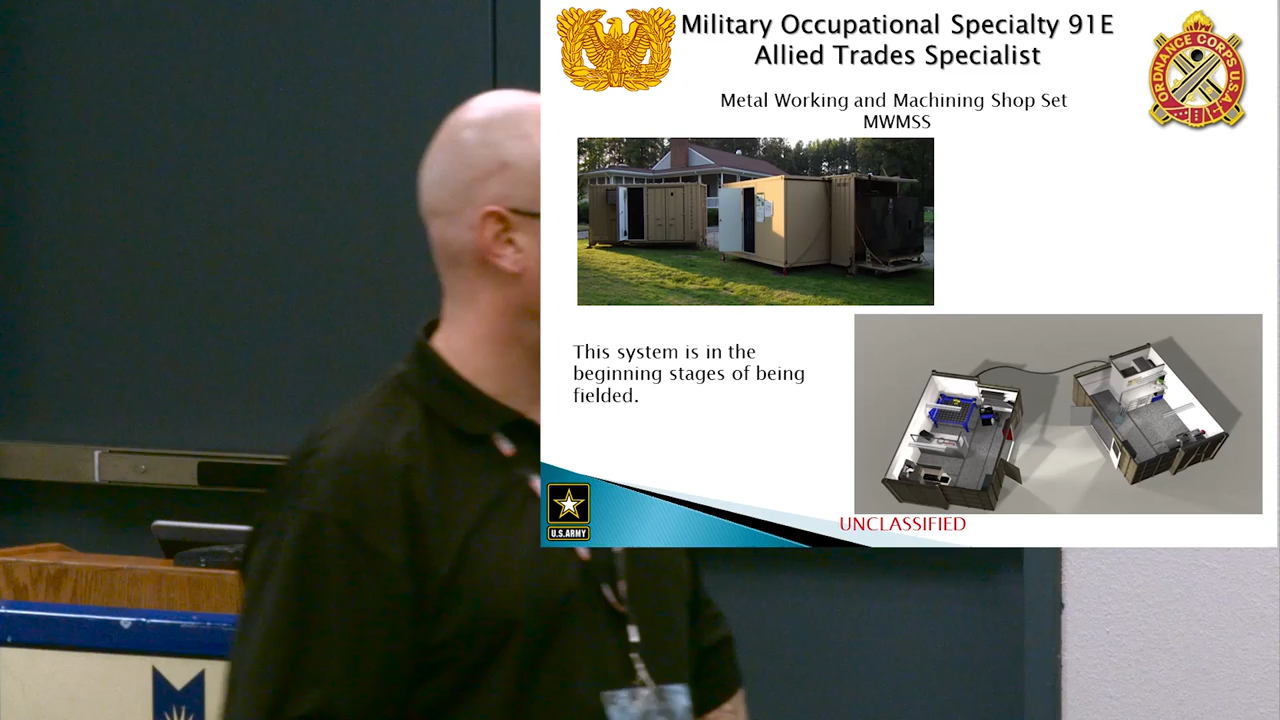 Military Occupational Specialty 91E
Allied Trades Specialist
ORDNANCE CORPS U.S.A.
Metal Working and Machining Shop Set
MWMSS
This system is in the
beginning stages of being
fielded.
U.S.ARMY
UNCLASSIFIED